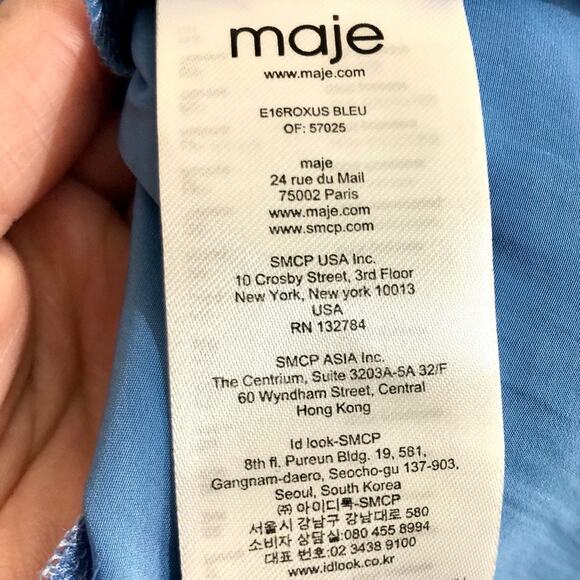 maje
www.maje.com
E16ROXUS BLEU
OF: 57025
maje
24 rue du Mail
75002 Paris
www.maje.com
www.smcp.com
SMCP USA Inc.
10 Crosby Street, 3rd Floor
New York, New york 10013
USA
RN 132784
SMCP ASIA Inc.
The Centrium, Suite 3203A-5A 32/F
60 Wyndham Street, Central
Hong Kong
Id look-SMCP
8th fl. Pureun Bldg. 19, 581,
Gangnam-daero, Seocho-gu 137-903,
Seoul, South Korea
㈜ 아이디룩-SMCP
서울시 강남구 강남대로 580
소비자 상담실:080 455 8994
대표 번호:02 3438 9100
www.idlook.co.kr